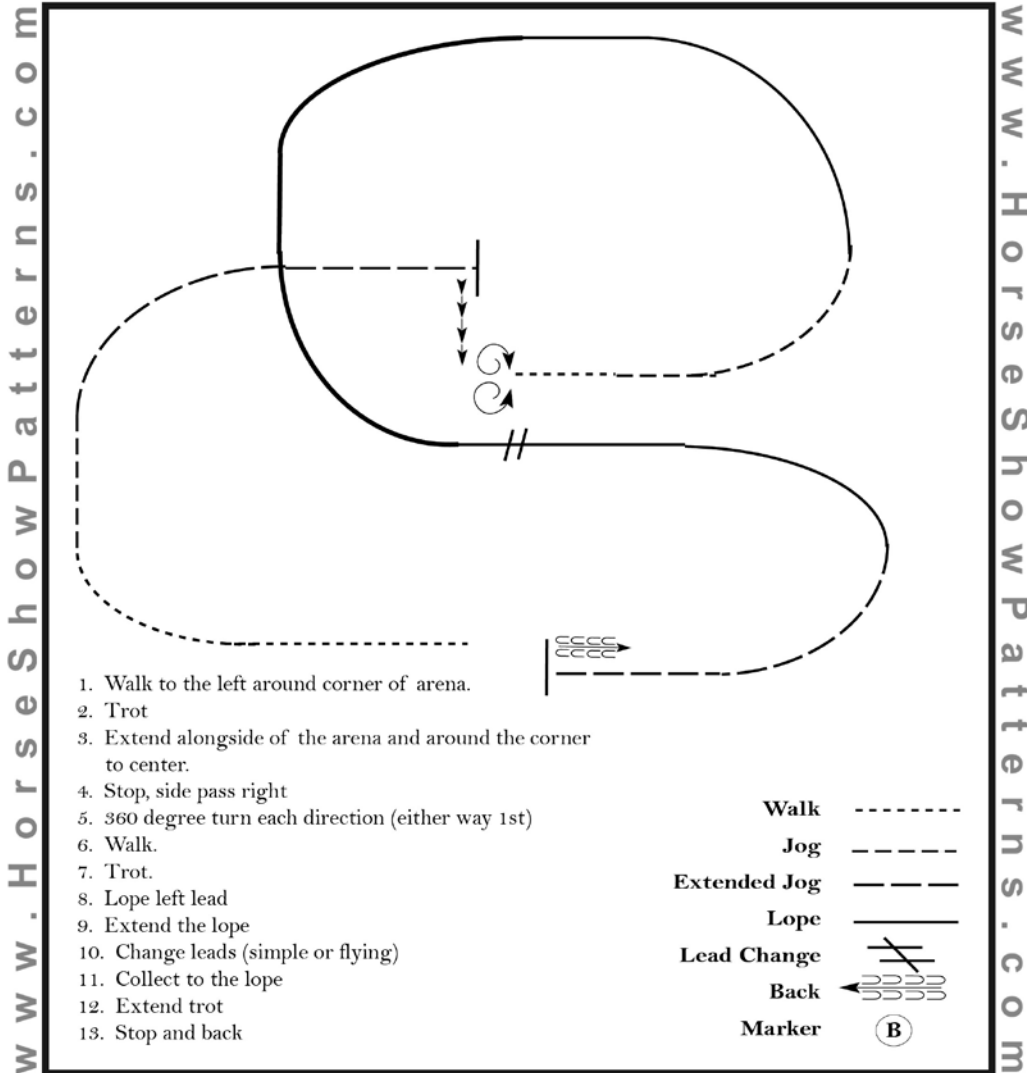 www.HorseShowPatterns.com
www.HorseShowPatterns.com
1. Walk to the left around corner of arena.
2. Trot
3. Extend alongside of the arena and around the corner
to center.
4. Stop, side pass right
5. 360 degree turn each direction (either way 1st)
6. Walk.
7. Trot.
8. Lope left lead
9. Extend the lope
10. Change leads (simple or flying)
11. Collect to the lope
12. Extend trot
13. Stop and back
Walk
Jog
Extended Jog
Lope
Lead Change
Back
Marker B